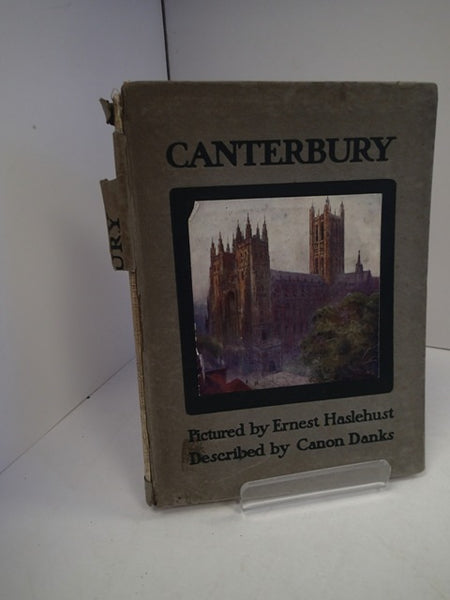 CANTERBURY
Pictured by Ernest Haslehust
Described by Canon Danks
URY